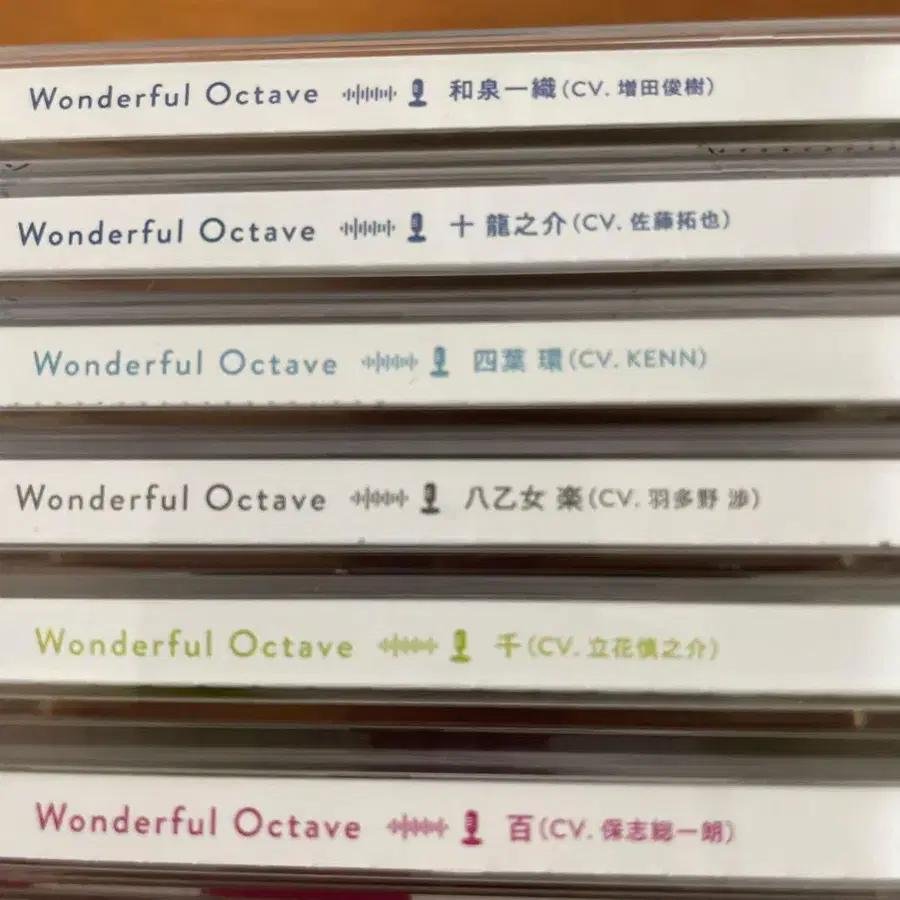 Wonderful Octave 和泉一織(CV. 増田俊樹)
Wonderful Octave 十 龍之介(CV. 佐藤拓也)
Wonderful Octave 四葉 環(CV. KENN)
Wonderful Octave 八乙女 楽(CV. 羽多野 渉)
Wonderful Octave 千(CV. 立花慎之介)
Wonderful Octave 百(CV. 保志総一朗)